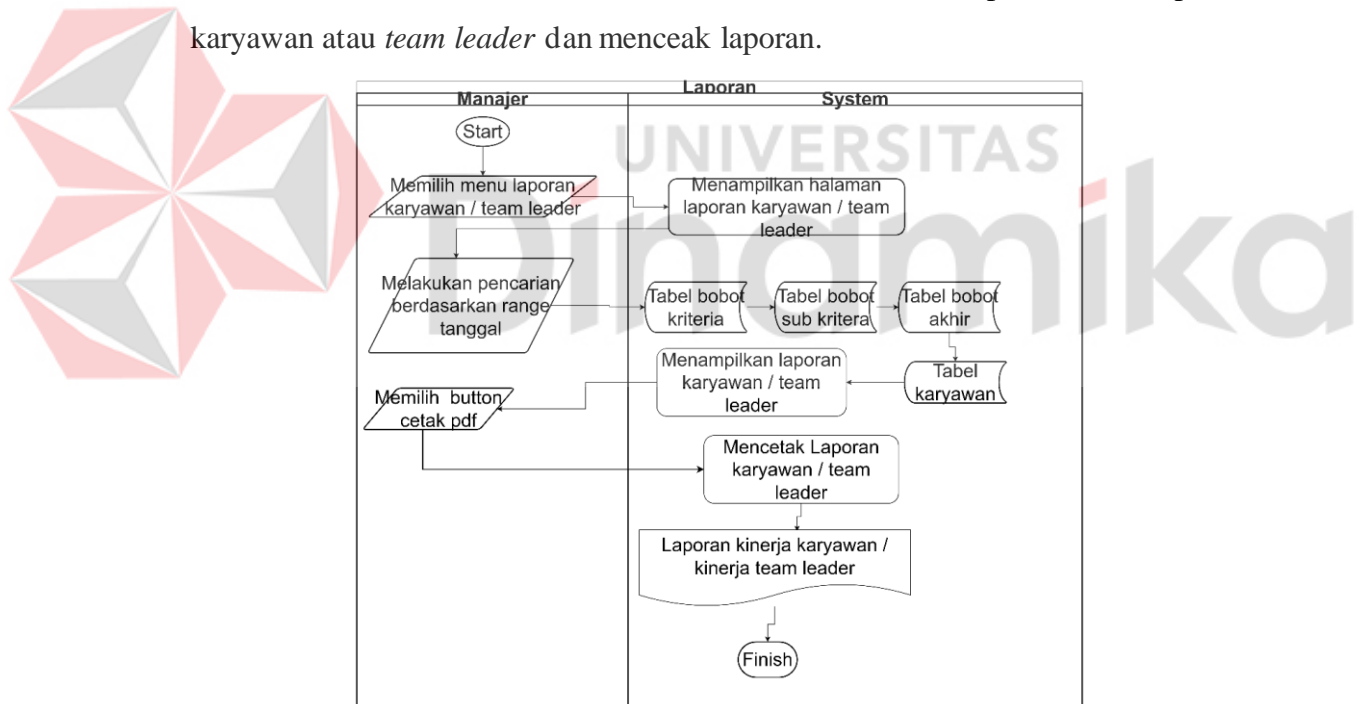 karyawan atau team leader dan menceak laporan.
Laporan
Manajer
System
Start
UNIVERSITAS
Dinamika
Memilih menu laporan
karyawan / team leader
Menampilkan halaman
laporan karyawan / team
leader
Melakukan pencarian
berdasarkan range
tanggal
Tabel bobot
kriteria
Tabel bobot
sub kritera
Tabel bobot
akhir
Tabel
karyawan
Menampilkan laporan
karyawan / team
leader
Memilih button
cetak pdf
Mencetak Laporan
karyawan / team
leader
Laporan kinerja karyawan /
kinerja team leader
Finish